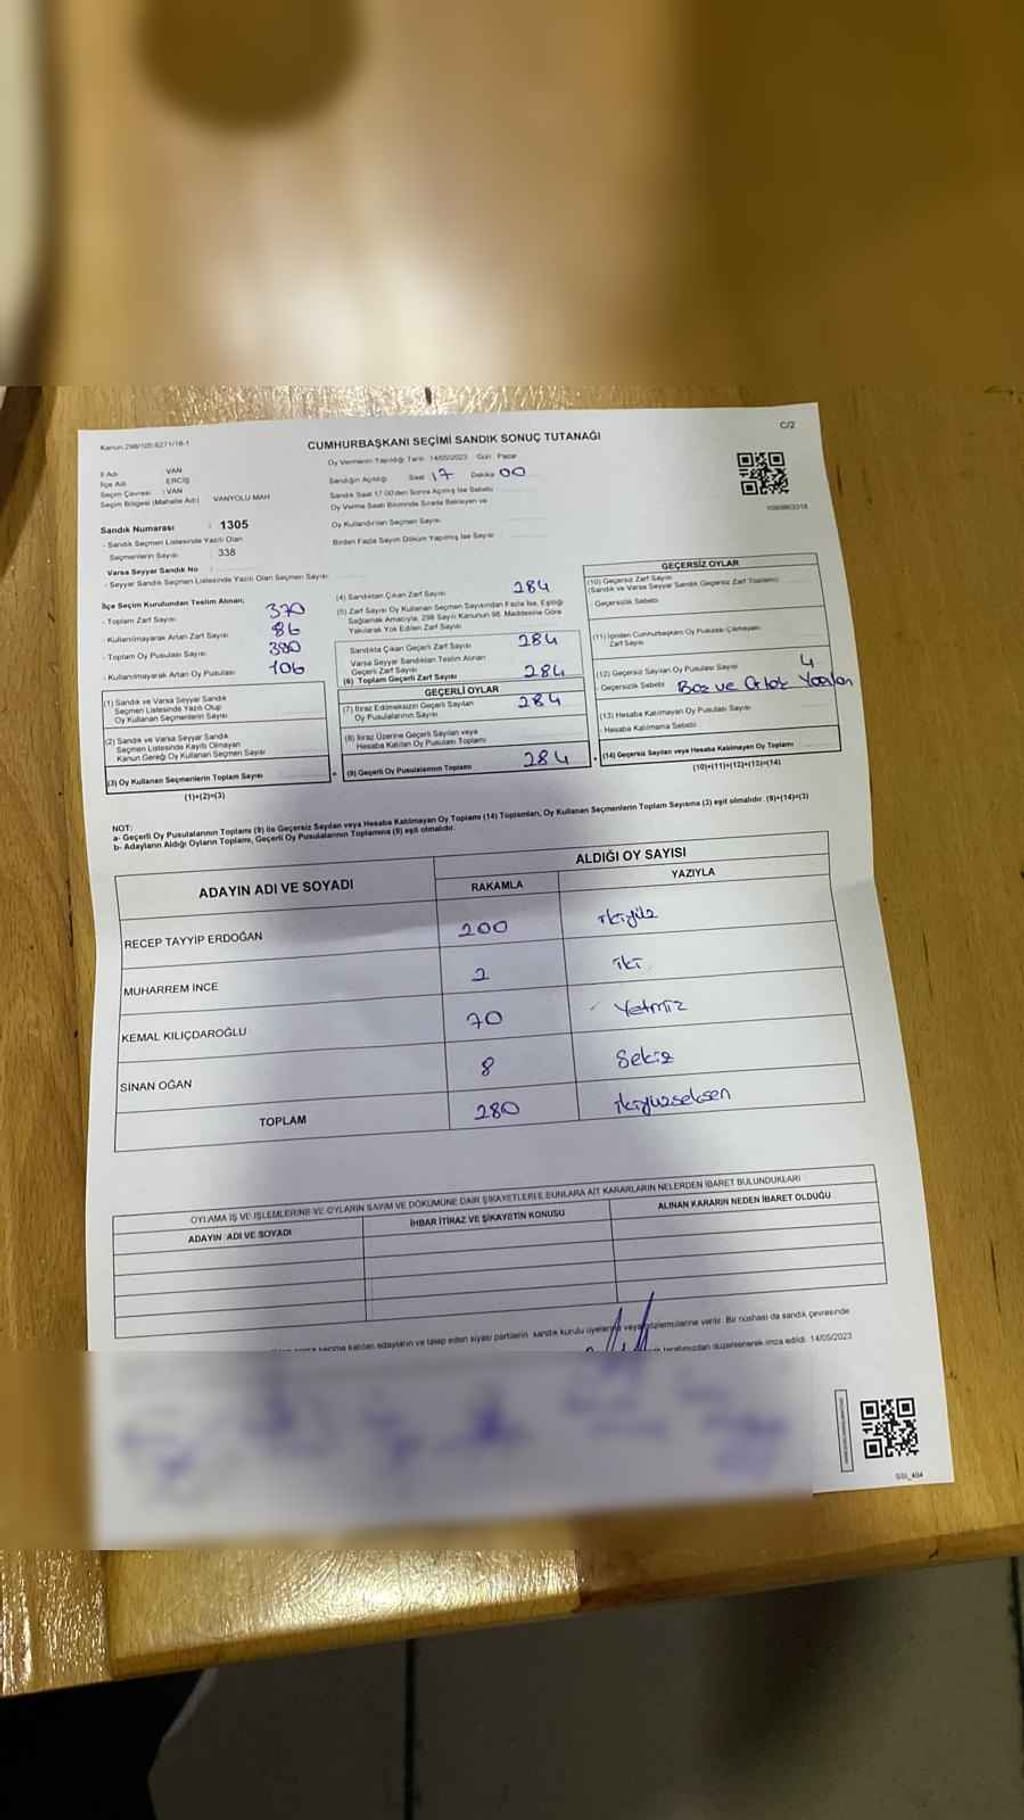 Kanun:298/105:6271/18-1
C/2
CUMHURBAŞKANI SEÇİMİ SANDIK SONUÇ TUTANAĞI
İl Adı : VAN
İlçe Adı : ERCİŞ
Seçim Çevresi : VAN
Seçim Bölgesi (Mahalle Adı) VANYOLU MAH
Sandık Numarası : 1305
- Sandık Seçmen Listesinde Yazılı Olan
Seçmenlerin Sayısı 338
Varsa Seyyar Sandık No :
- Seyyar Sandık Seçmen Listesinde Yazılı Olan Seçmen Sayısı
Oy Vermenin Yapıldığı Tarih: 14/05/2023 Gün: Pazar
Sandığın Açıldığı Saat 17 Dakika 00
Sandık Saat 17:00'den Sonra Açılmış İse Sebebi
Oy Verme Saati Bitiminde Sırada Bekleyen ve
Oy Kullandırılan Seçmen Sayısı
Birden Fazla Sayım Döküm Yapılmış İse Sayısı
İlçe Seçim Kurulundan Teslim Alınan;
- Toplam Zarf Sayısı 370
- Kullanılmayarak Artan Zarf Sayısı 86
- Toplam Oy Pusulası Sayısı 390
- Kullanılmayarak Artan Oy Pusulası 106
(1) Sandık ve Varsa Seyyar Sandık
Seçmen Listesinde Yazılı Olup
Oy Kullanan Seçmenlerin Sayısı
(2) Sandık ve Varsa Seyyar Sandık
Seçmen Listesinde Kayıtlı Olmayan
Kanun Gereği Oy Kullanan Seçmen Sayısı
(3) Oy Kullanan Seçmenlerin Toplam Sayısı
(1)+(2)=(3)
(4) Sandıktan Çıkan Zarf Sayısı 284
(5) Zarf Sayısı Oy Kullanan Seçmen Sayısından Fazla İse, Eşitliği
Sağlamak Amacıyla, 298 Sayılı Kanunun 98. Maddesine Göre
Yakılarak Yok Edilen Zarf Sayısı
Sandıkta Çıkan Geçerli Zarf Sayısı 284
Varsa Seyyar Sandıktan Teslim Alınan
Geçerli Zarf Sayısı
(6) Toplam Geçerli Zarf Sayısı 284
GEÇERLİ OYLAR
(7) İtiraz Edilmeksizin Geçerli Sayılan
Oy Pusulasının Sayısı 284
(8) İtiraz Üzerine Geçerli Sayılan veya
Hesaba Katılan Oy Pusulası Toplamı
(9) Geçerli Oy Pusulalarının Toplamı 284
GEÇERSİZ OYLAR
(10) Geçersiz Zarf Sayısı
(Sandık ve Varsa Seyyar Sandık Geçersiz Zarf Toplamı)
- Geçersizlik Sebebi
(11) İçinden Cumhurbaşkanı Oy Pusulası Çıkmayan
Zarf Sayısı
(12) Geçersiz Sayılan Oy Pusulası Sayısı 4
- Geçersizlik Sebebi Boz ve Ortak Yazılan
(13) Hesaba Katılmayan Oy Pusulası Sayısı
- Hesaba Katılmama Sebebi
(14) Geçersiz Sayılan veya Hesaba Katılmayan Oy Toplamı
(10)+(11)+(12)+(13)=(14)
NOT:
a- Geçerli Oy Pusulalarının Toplamı (9) ile Geçersiz Sayılan veya Hesaba Katılmayan Oy Toplamı (14) Toplamları, Oy Kullanan Seçmenlerin Toplam Sayısına (3) eşit olmalıdır. (9)+(14)=(3)
b- Adayların Aldığı Oyların Toplamı, Geçerli Oy Pusulalarının Toplamına (9) eşit olmalıdır.
ADAYIN ADI VE SOYADI
ALDIĞI OY SAYISI
RAKAMLA YAZIYLA
RECEP TAYYİP ERDOĞAN 200 ikiyüz
MUHARREM İNCE 2 iki
KEMAL KILIÇDAROĞLU 70 Yetmiz
SİNAN OĞAN 8 Sekiz
TOPLAM 280 ikiyüzseksen
OYLAMA İŞ VE İŞLEMLERİNE VE OYLARIN SAYIM VE DÖKÜMÜNE DAİR ŞİKAYETLERLE BUNLARA AİT KARARLARIN NELERDEN İBARET BULUNDUKLARI
ADAYIN ADI VE SOYADI
İHBAR İTİRAZ VE ŞİKAYETİN KONUSU
ALINAN KARARIN NEDEN İBARET OLDUĞU
seçime katılan adayların ve talep eden siyasi partilerin sandık kurulu üyelerine veya müşahitlerine verilir. Bir nüshası da sandık çevresinde
tarafımızdan düzenlenerek imza edildi. 14/05/2023